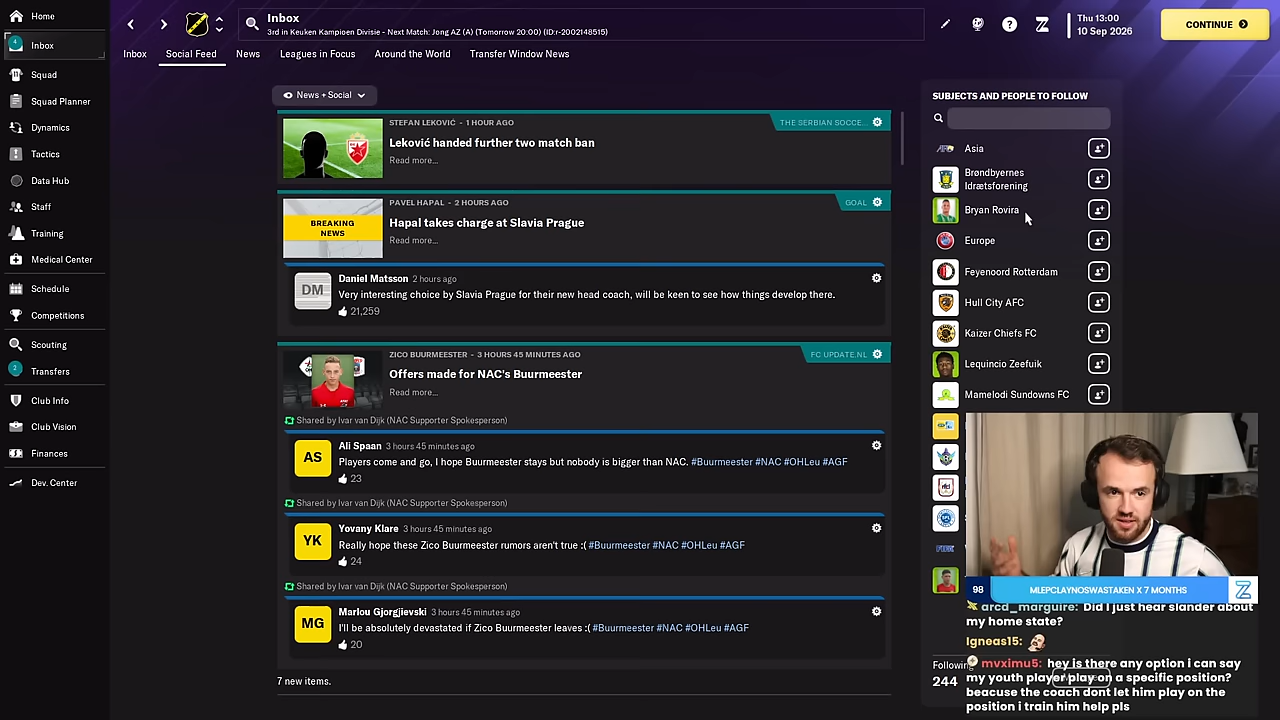 Home
Inbox
Squad
Squad Planner
Dynamics
Tactics
Data Hub
Staff
Training
Medical Center
Schedule
Competitions
Scouting
Transfers
Club Info
Club Vision
Finances
Dev. Center
4
2
Inbox
3rd in Keuken Kampioen Divisie - Next Match: Jong AZ (A) (Tomorrow 20:00) (ID:r-2002148515)
Thu 13:00
10 Sep 2026
CONTINUE
Inbox
Social Feed
News
Leagues in Focus
Around the World
Transfer Window News
News + Social
STEFAN LEKOVIĆ - 1 HOUR AGO
THE SERBIAN SOCCE...
Leković handed further two match ban
Read more...
PAVEL HAPAL - 2 HOURS AGO
GOAL
BREAKING
NEWS
Hapal takes charge at Slavia Prague
Read more...
DM
Daniel Matsson 2 hours ago
Very interesting choice by Slavia Prague for their new head coach, will be keen to see how things develop there.
21,259
ZICO BUURMEESTER - 3 HOURS 45 MINUTES AGO
FC UPDATE.NL
Offers made for NAC's Buurmeester
Read more...
Shared by Ivar van Dijk (NAC Supporter Spokesperson)
AS
Ali Spaan 3 hours 45 minutes ago
Players come and go, I hope Buurmeester stays but nobody is bigger than NAC. #Buurmeester #NAC #OHLeu #AGF
23
Shared by Ivar van Dijk (NAC Supporter Spokesperson)
YK
Yovany Klare 3 hours 45 minutes ago
Really hope these Zico Buurmeester rumors aren't true :( #Buurmeester #NAC #OHLeu #AGF
24
Shared by Ivar van Dijk (NAC Supporter Spokesperson)
MG
Marlou Gjorgjievski 3 hours 45 minutes ago
I'll be absolutely devastated if Zico Buurmeester leaves :( #Buurmeester #NAC #OHLeu #AGF
20
7 new items.
SUBJECTS AND PEOPLE TO FOLLOW
Asia
Brøndbyernes
Idrætsforening
Bryan Rovira
Europe
Feyenoord Rotterdam
Hull City AFC
Kaizer Chiefs FC
Lequincio Zeefuik
Mamelodi Sundowns FC
98
MLEPCLAYNOSWASTAKEN X 7 MONTHS
arca_marguire: Did I just hear slander about
my home state?
Igneas15:
Following
244
mvximu5: hey is there any option i can say
my youth player play on a specific position?
beacuse the coach dont let him play on the
position i train him help pls